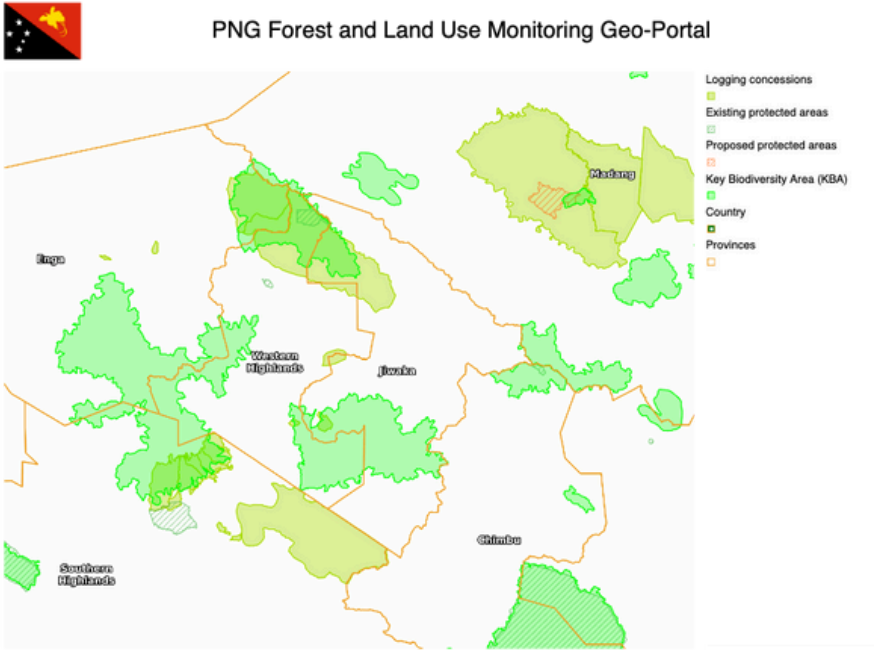 PNG Forest and Land Use Monitoring Geo-Portal
Logging concessions
Existing protected areas
Proposed protected areas
Key Biodiversity Area (KBA)
Country
Provinces
Madang
Enga
Western
Highlands
Jiwaka
Chimbu
Southern
Highlands